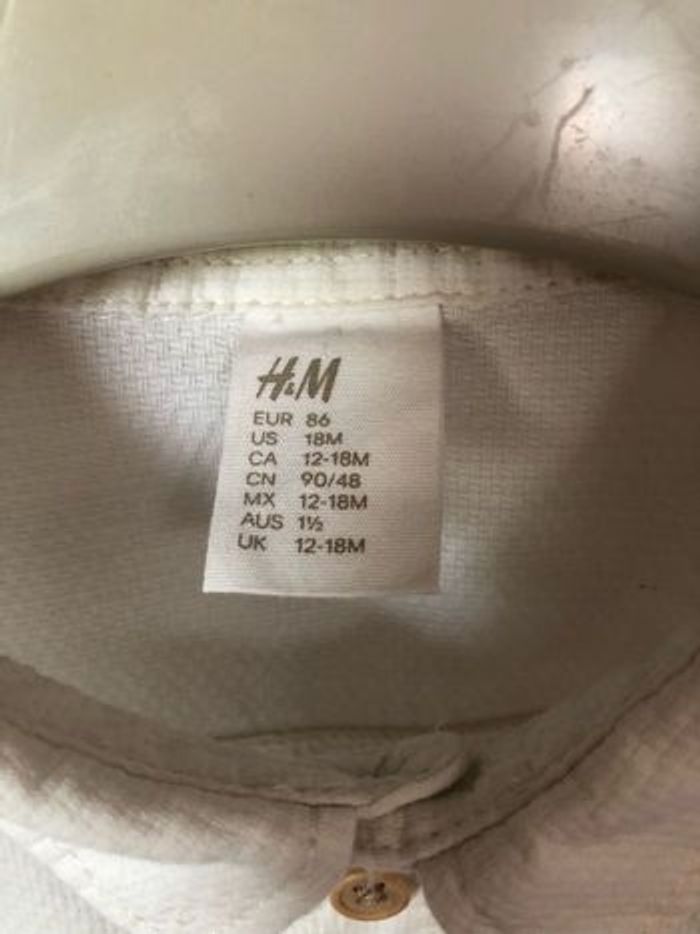 H&M
EUR 86
US 18M
CA 12-18M
CN 90/48
MX 12-18M
AUS 1½
UK 12-18M